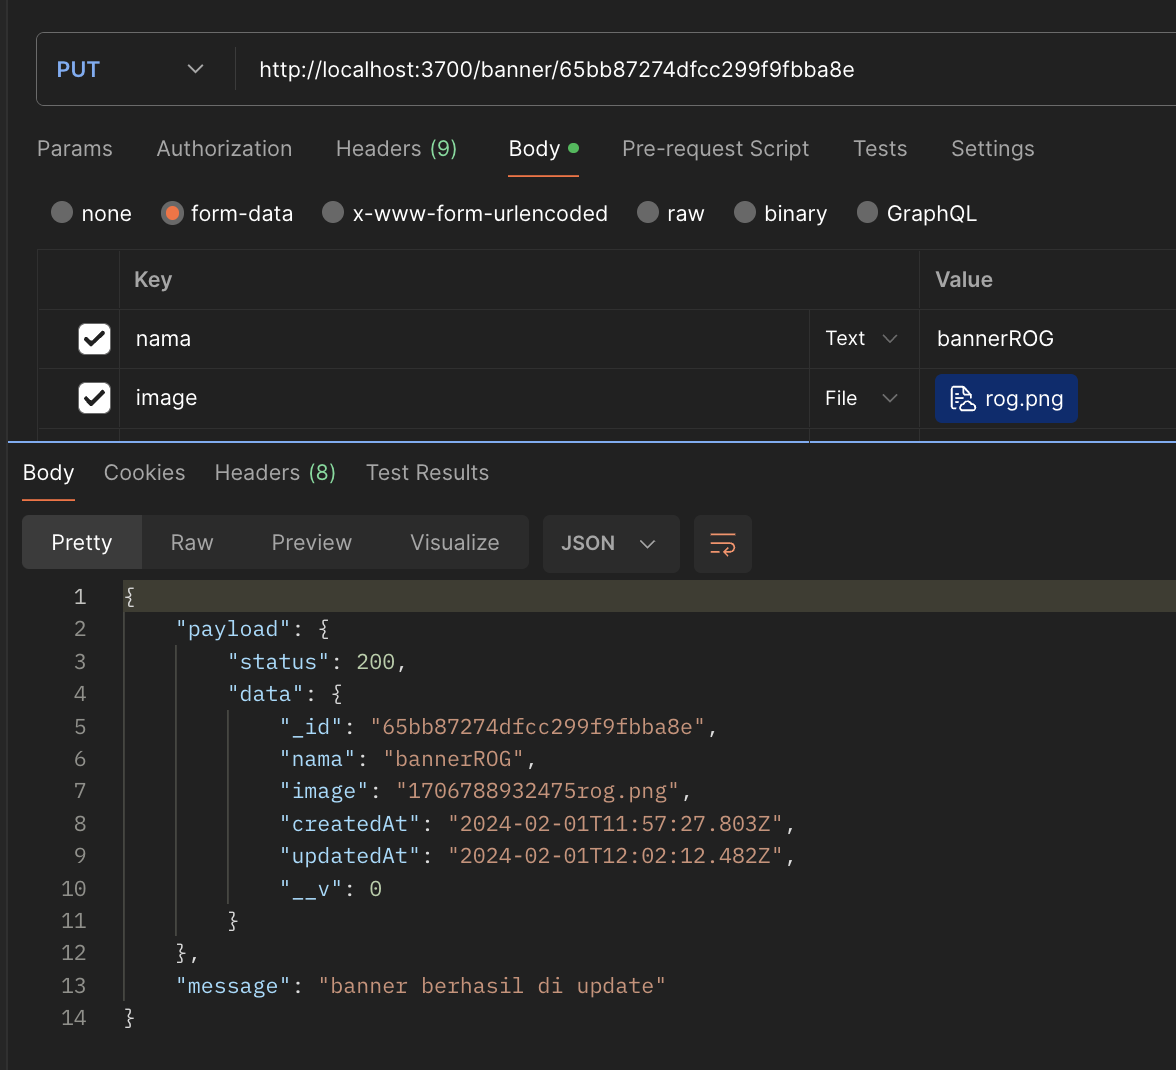 PUT http://localhost:3700/banner/65bb87274dfcc299f9fbba8e
Params Authorization Headers (9) Body Pre-request Script Tests Settings
none form-data x-www-form-urlencoded raw binary GraphQL
Key Value
nama Text bannerROG
image File rog.png
Body Cookies Headers (8) Test Results
Pretty Raw Preview Visualize JSON
1 {
2 "payload": {
3 "status": 200,
4 "data": {
5 "_id": "65bb87274dfcc299f9fbba8e",
6 "nama": "bannerROG",
7 "image": "1706788932475rog.png",
8 "createdAt": "2024-02-01T11:57:27.803Z",
9 "updatedAt": "2024-02-01T12:02:12.482Z",
10 "__v": 0
11 }
12 },
13 "message": "banner berhasil di update"
14 }